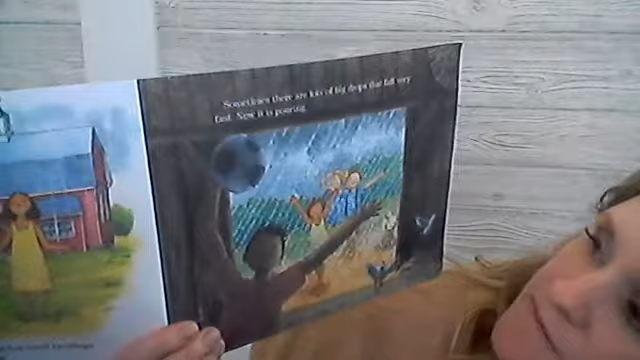 Sometimes there are lots of big drops that fall very
fast. Now it is pouring.